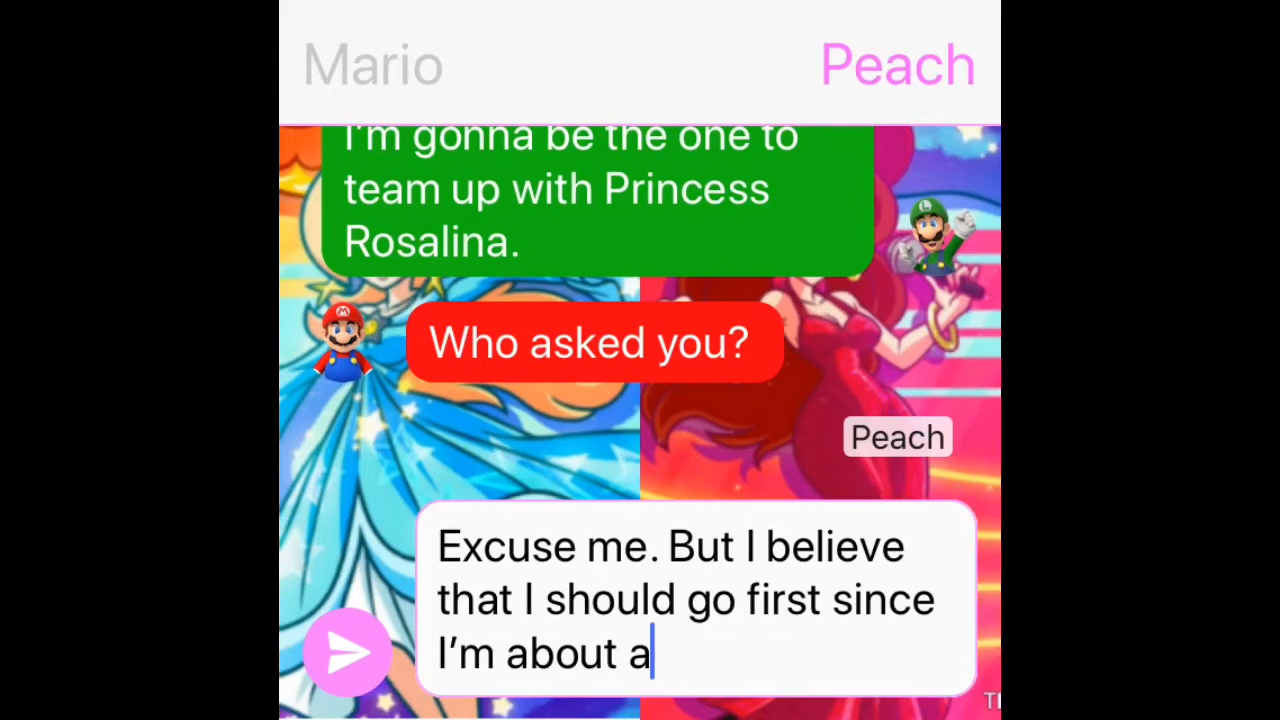 Mario Peach
I'm gonna be the one to
team up with Princess
Rosalina.
Who asked you?
Peach
Excuse me. But I believe
that I should go first since
I'm about a